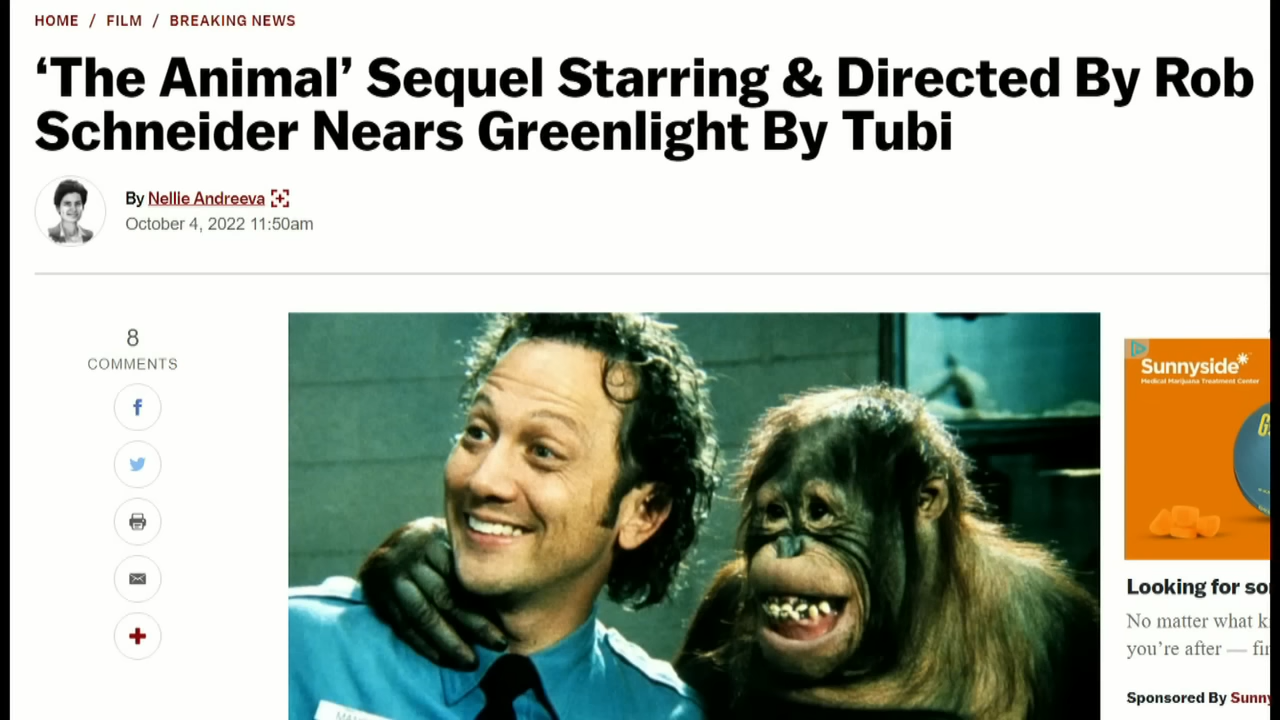 HOME / FILM / BREAKING NEWS
‘The Animal’ Sequel Starring & Directed By Rob
Schneider Nears Greenlight By Tubi
By Nellie Andreeva
October 4, 2022 11:50am
8
COMMENTS
Sunnyside
Medical Marijuana Treatment Center
Looking for so
No matter what k
you’re after — fin
Sponsored By Sunny